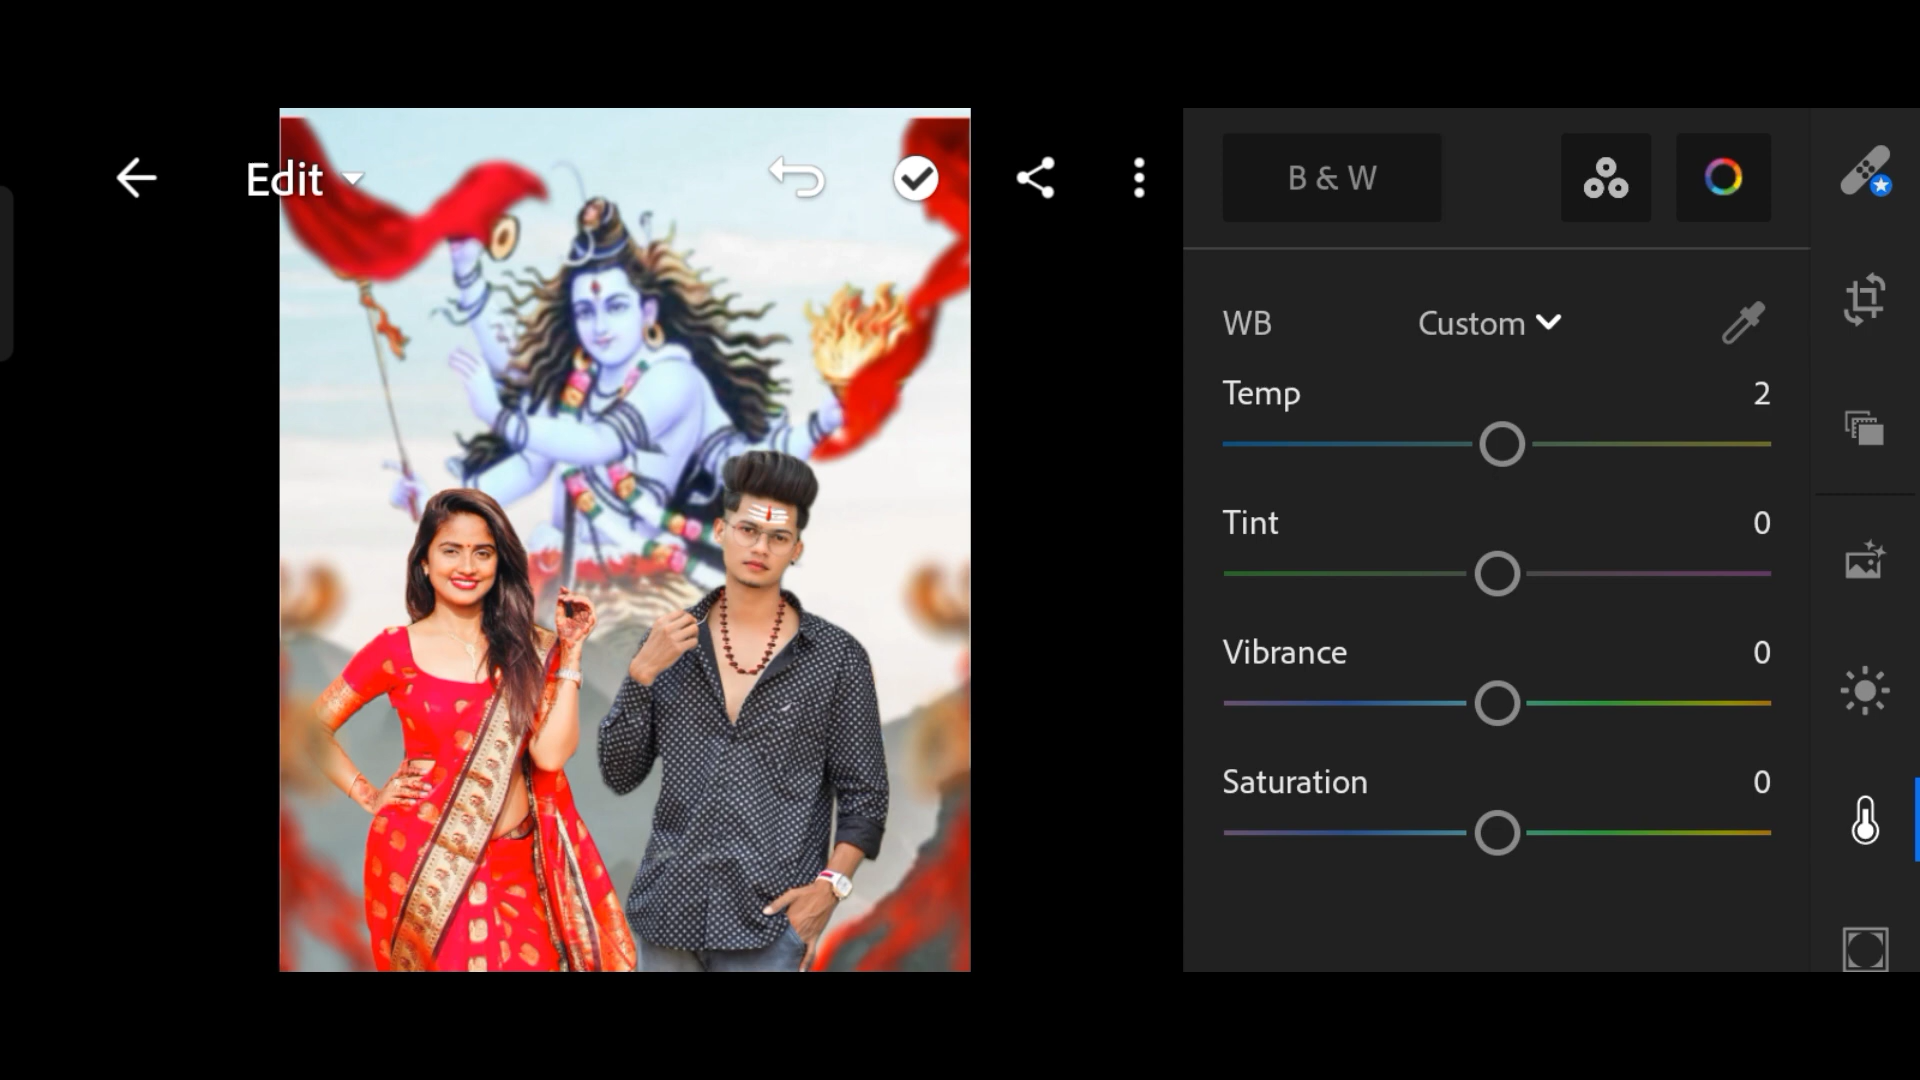 Edit
B & W
WB Custom
Temp 2
Tint 0
Vibrance 0
Saturation 0